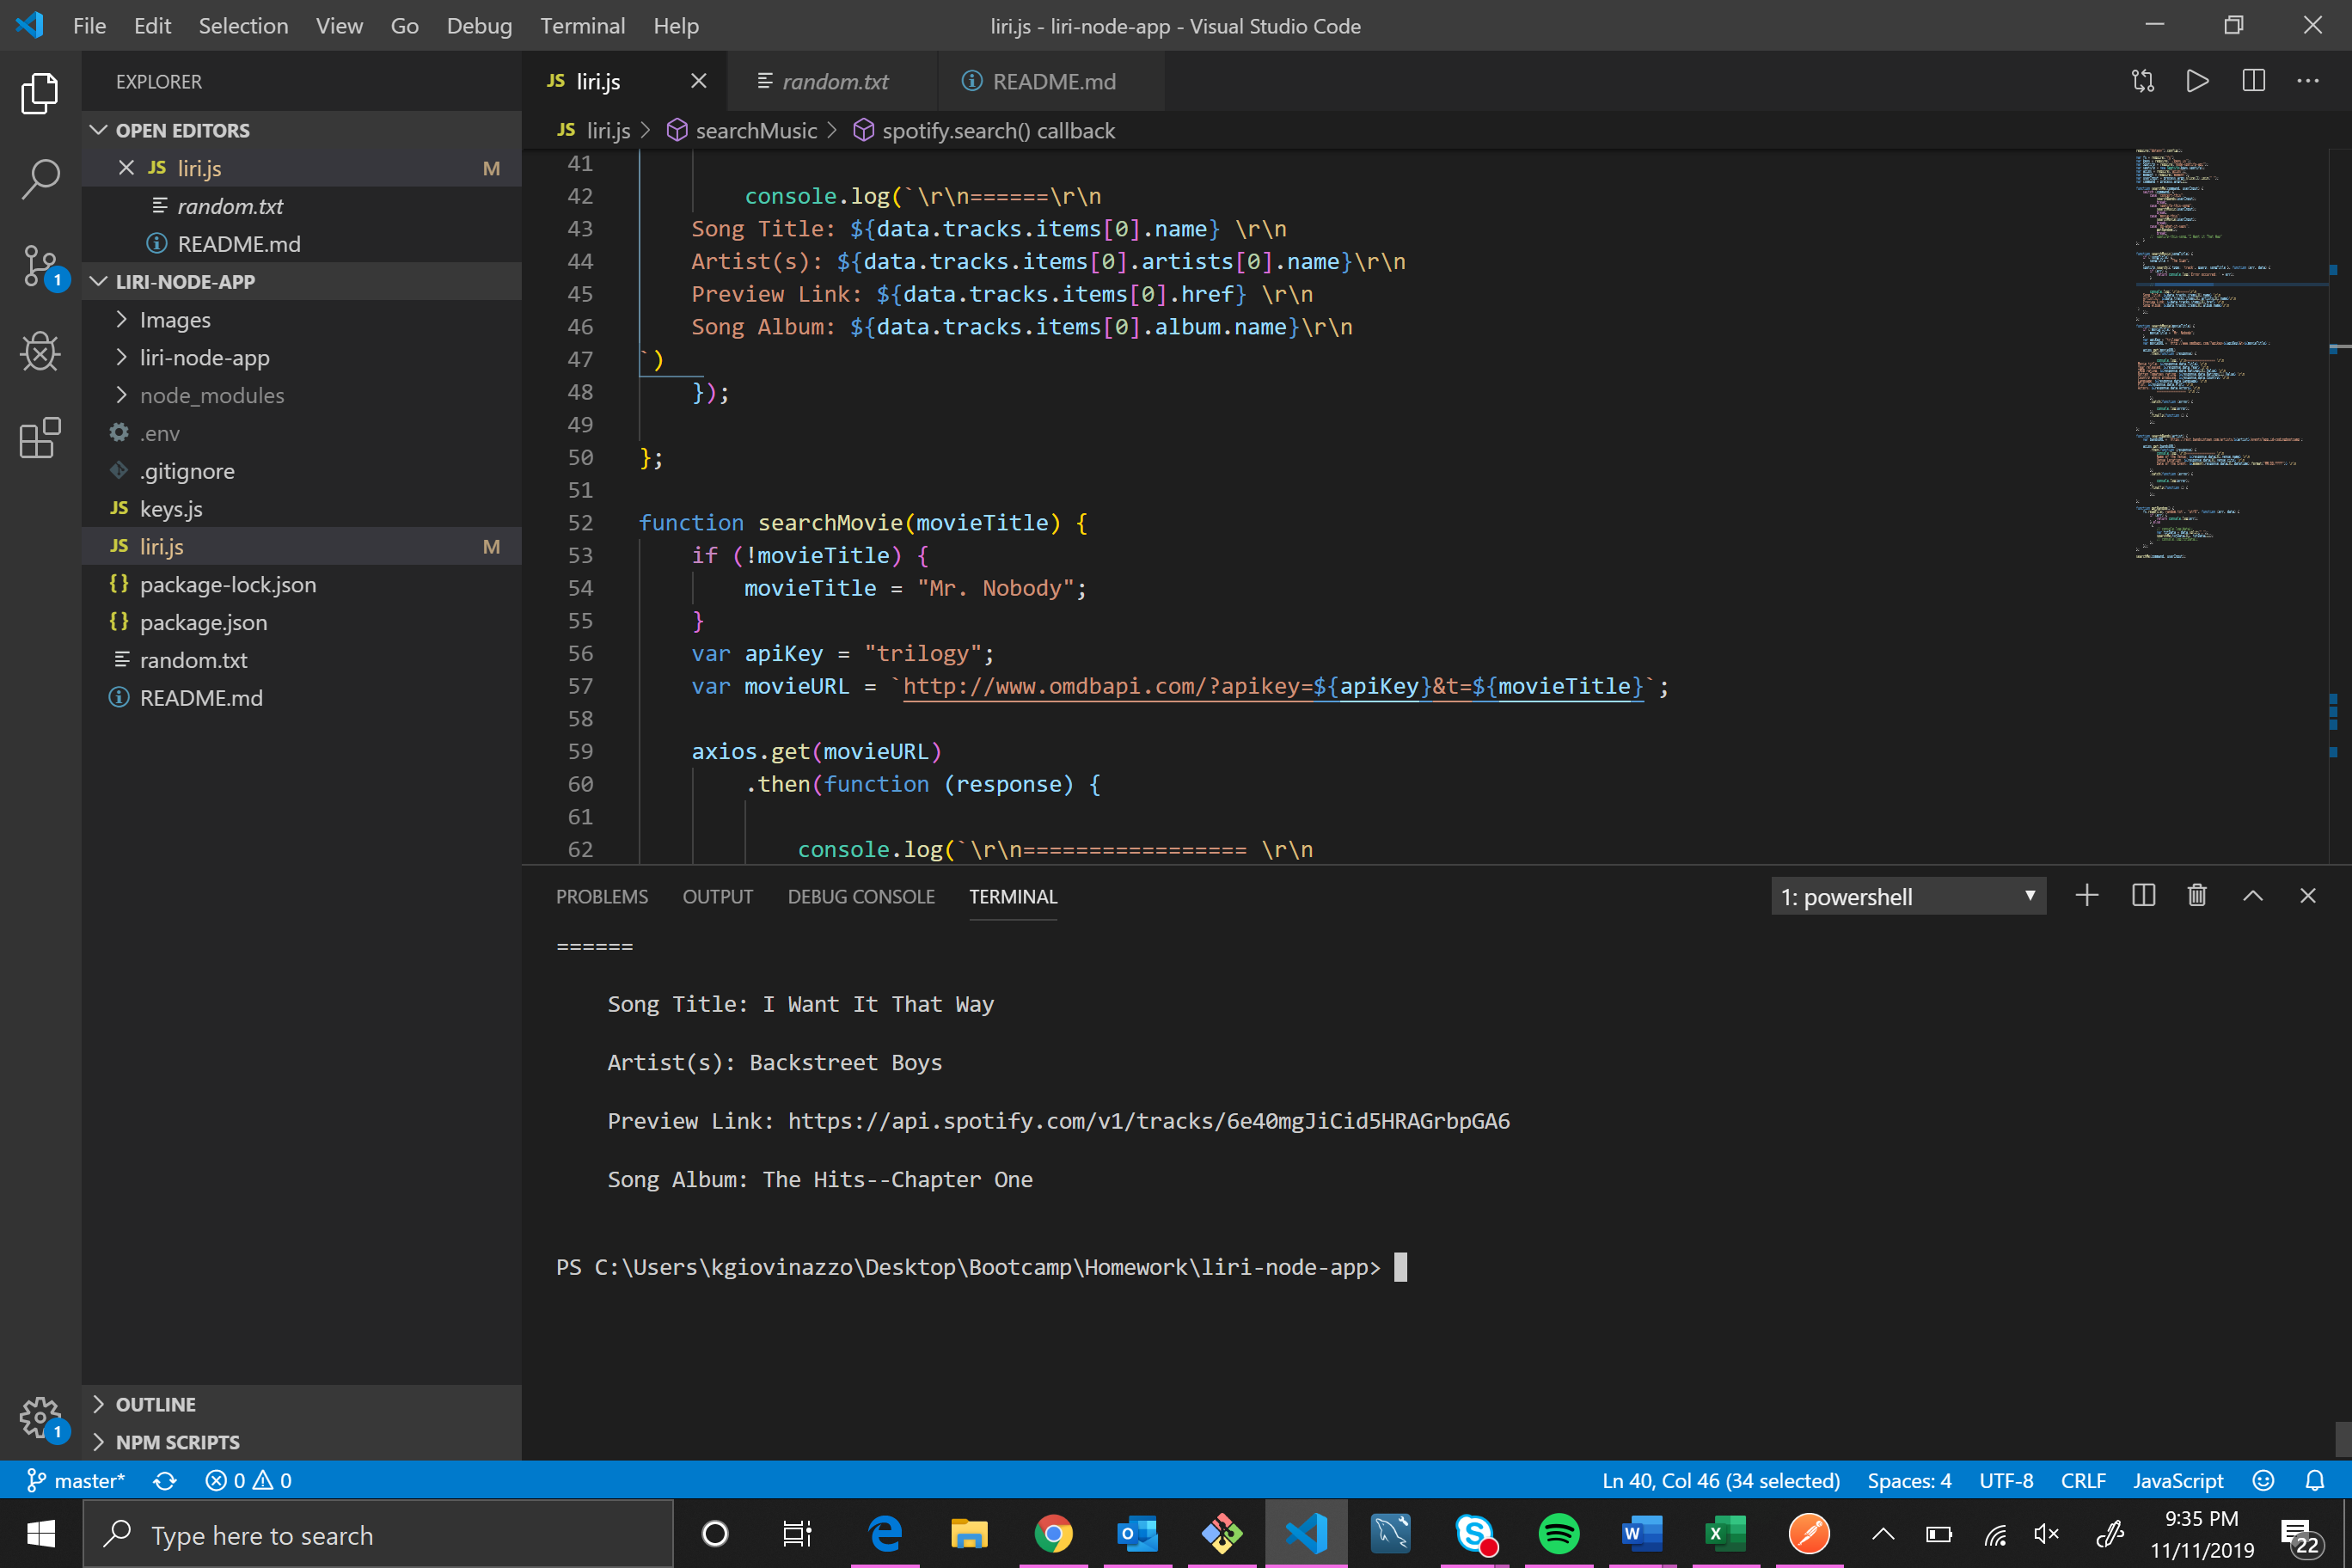 File Edit Selection View Go Debug Terminal Help
liri.js - liri-node-app - Visual Studio Code
EXPLORER
OPEN EDITORS
JS liri.js M
random.txt
README.md
LIRI-NODE-APP
Images
liri-node-app
node_modules
.env
.gitignore
JS keys.js
JS liri.js M
{} package-lock.json
{} package.json
random.txt
README.md
OUTLINE
NPM SCRIPTS
1
1
JS liri.js random.txt README.md
JS liri.js > searchMusic > spotify.search() callback
41
42 console.log(`\r\n======\r\n
43 Song Title: ${data.tracks.items[0].name} \r\n
44 Artist(s): ${data.tracks.items[0].artists[0].name}\r\n
45 Preview Link: ${data.tracks.items[0].href} \r\n
46 Song Album: ${data.tracks.items[0].album.name}\r\n
47 `)
48 });
49
50 };
51
52 function searchMovie(movieTitle) {
53 if (!movieTitle) {
54 movieTitle = "Mr. Nobody";
55 }
56 var apiKey = "trilogy";
57 var movieURL = `http://www.omdbapi.com/?apikey=${apiKey}&t=${movieTitle}`;
58
59 axios.get(movieURL)
60 .then(function (response) {
61
62 console.log(`\r\n================= \r\n
PROBLEMS OUTPUT DEBUG CONSOLE TERMINAL 1: powershell
======
Song Title: I Want It That Way
Artist(s): Backstreet Boys
Preview Link: https://api.spotify.com/v1/tracks/6e40mgJiCid5HRAGrbpGA6
Song Album: The Hits--Chapter One
PS C:\Users\kgiovinazzo\Desktop\Bootcamp\Homework\liri-node-app>
master* 0 0 Ln 40, Col 46 (34 selected) Spaces: 4 UTF-8 CRLF JavaScript
Type here to search
9:35 PM
11/11/2019
22